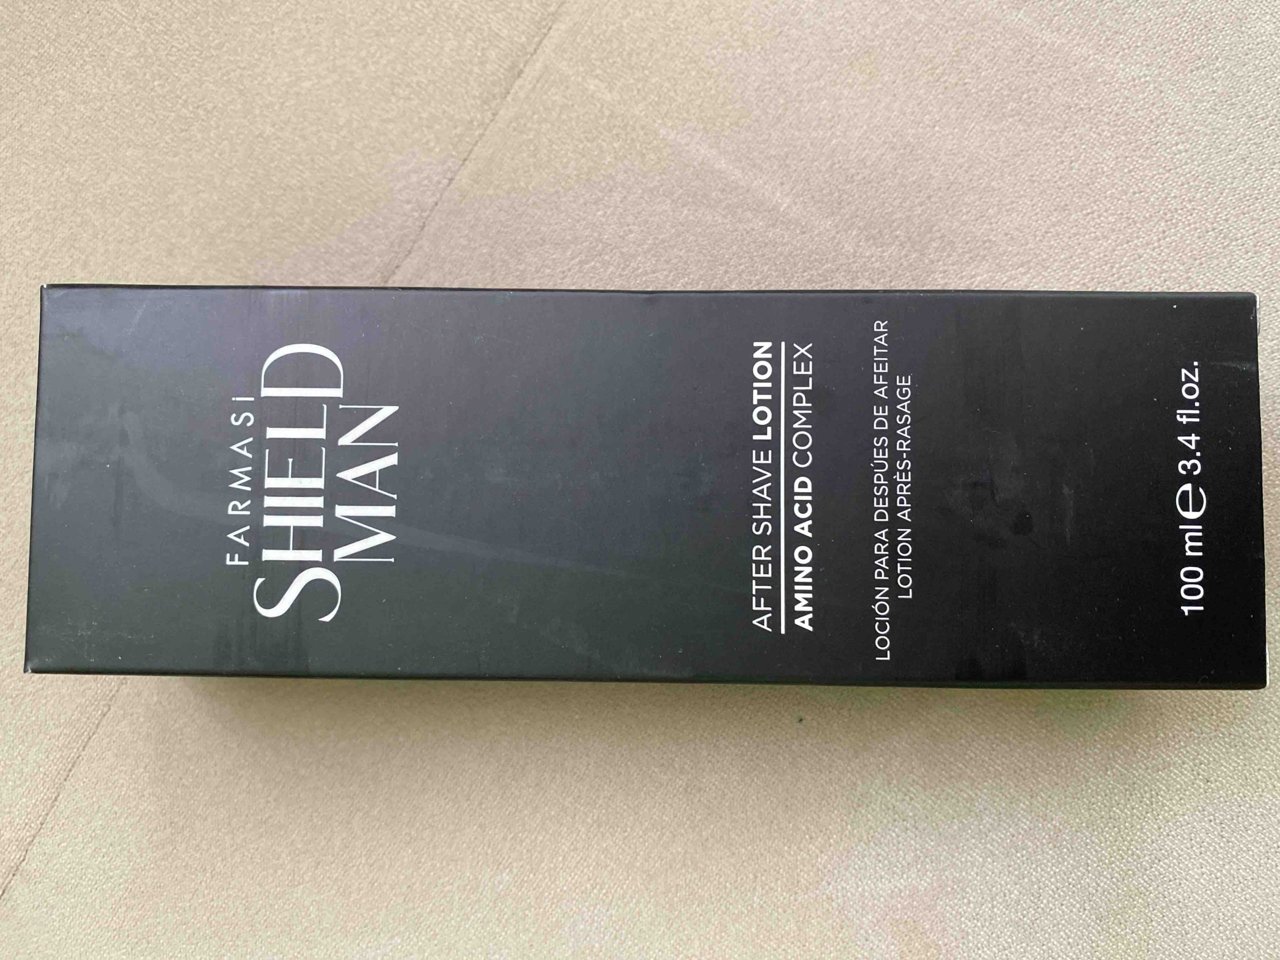 FARMASi
SHIELD
MAN
AFTER SHAVE LOTION
AMINO ACID COMPLEX
LOCIÓN PARA DESPÚES DE AFEITAR
LOTION APRÈS-RASAGE
100 ml ℮ 3.4 fl.oz.